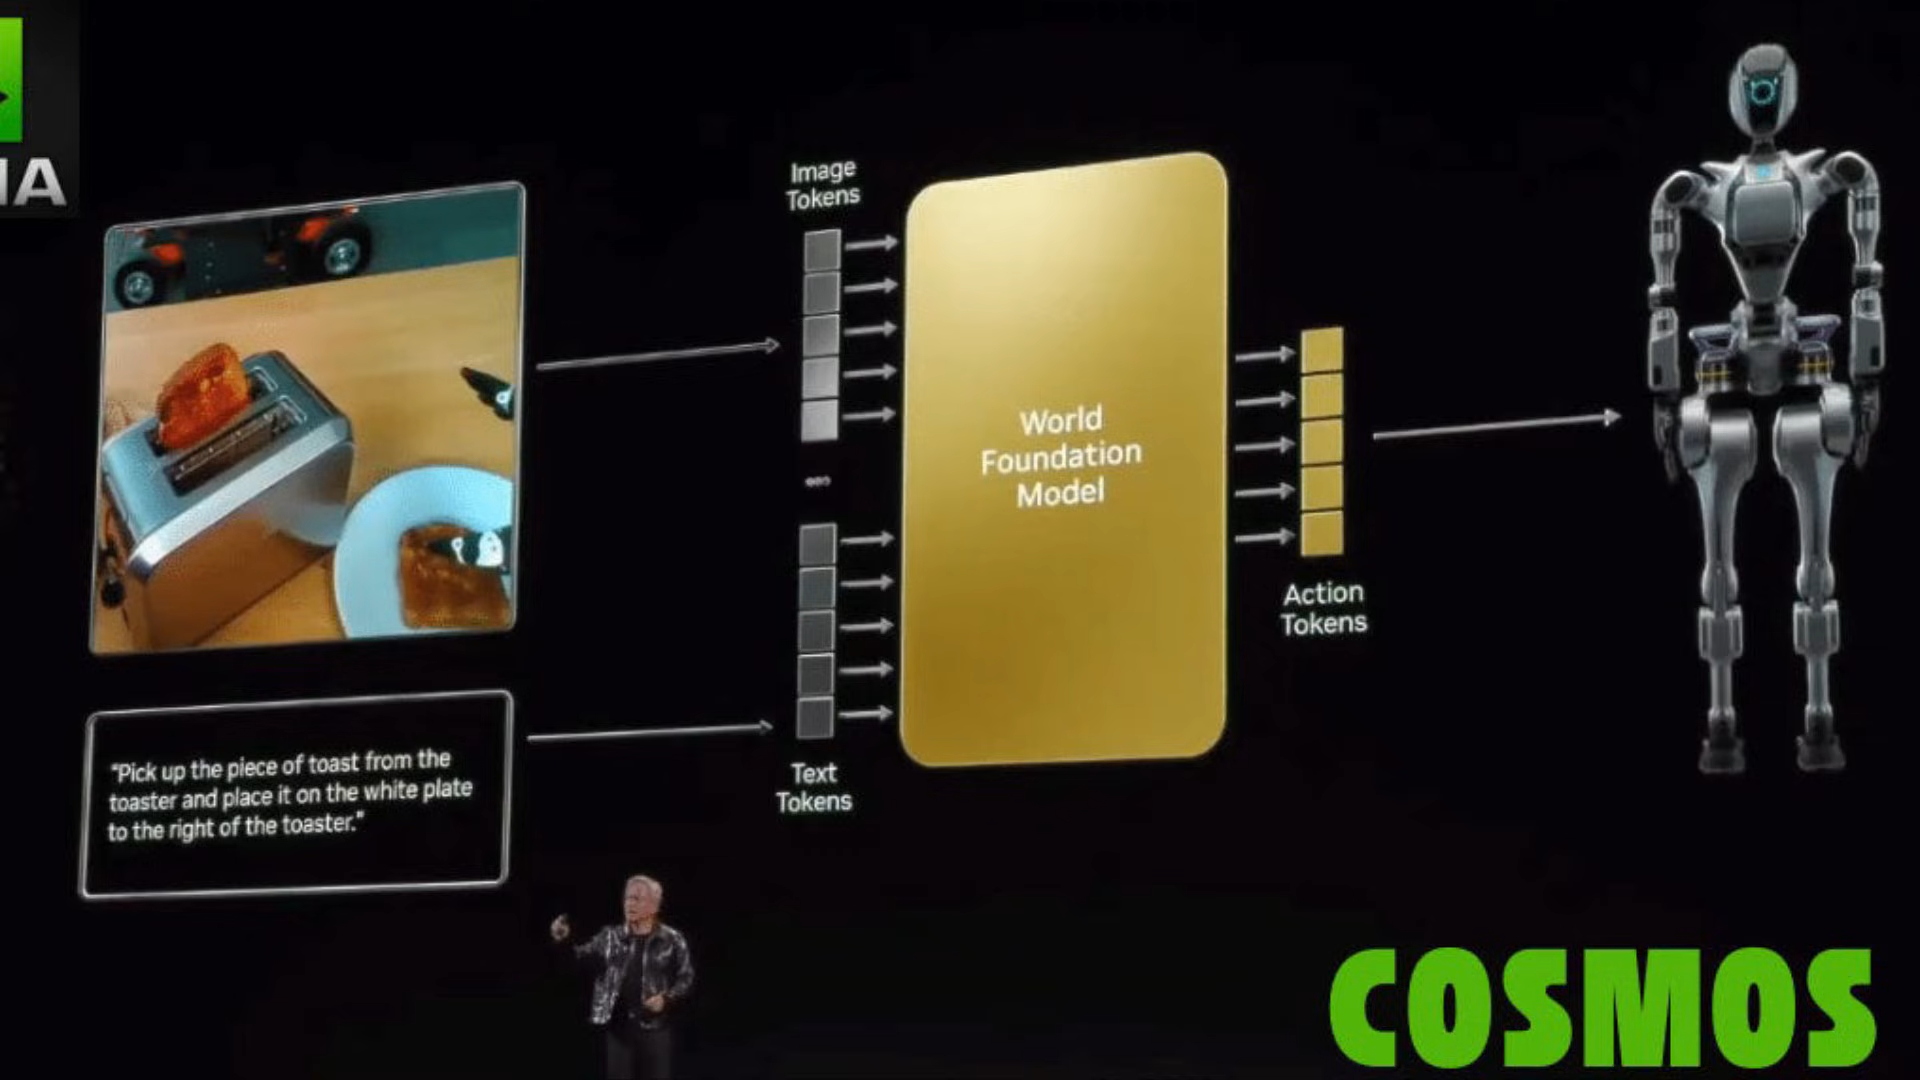 IA
Image
Tokens
World
Foundation
Model
Action
Tokens
"Pick up the piece of toast from the
toaster and place it on the white plate
to the right of the toaster."
Text
Tokens
COSMOS